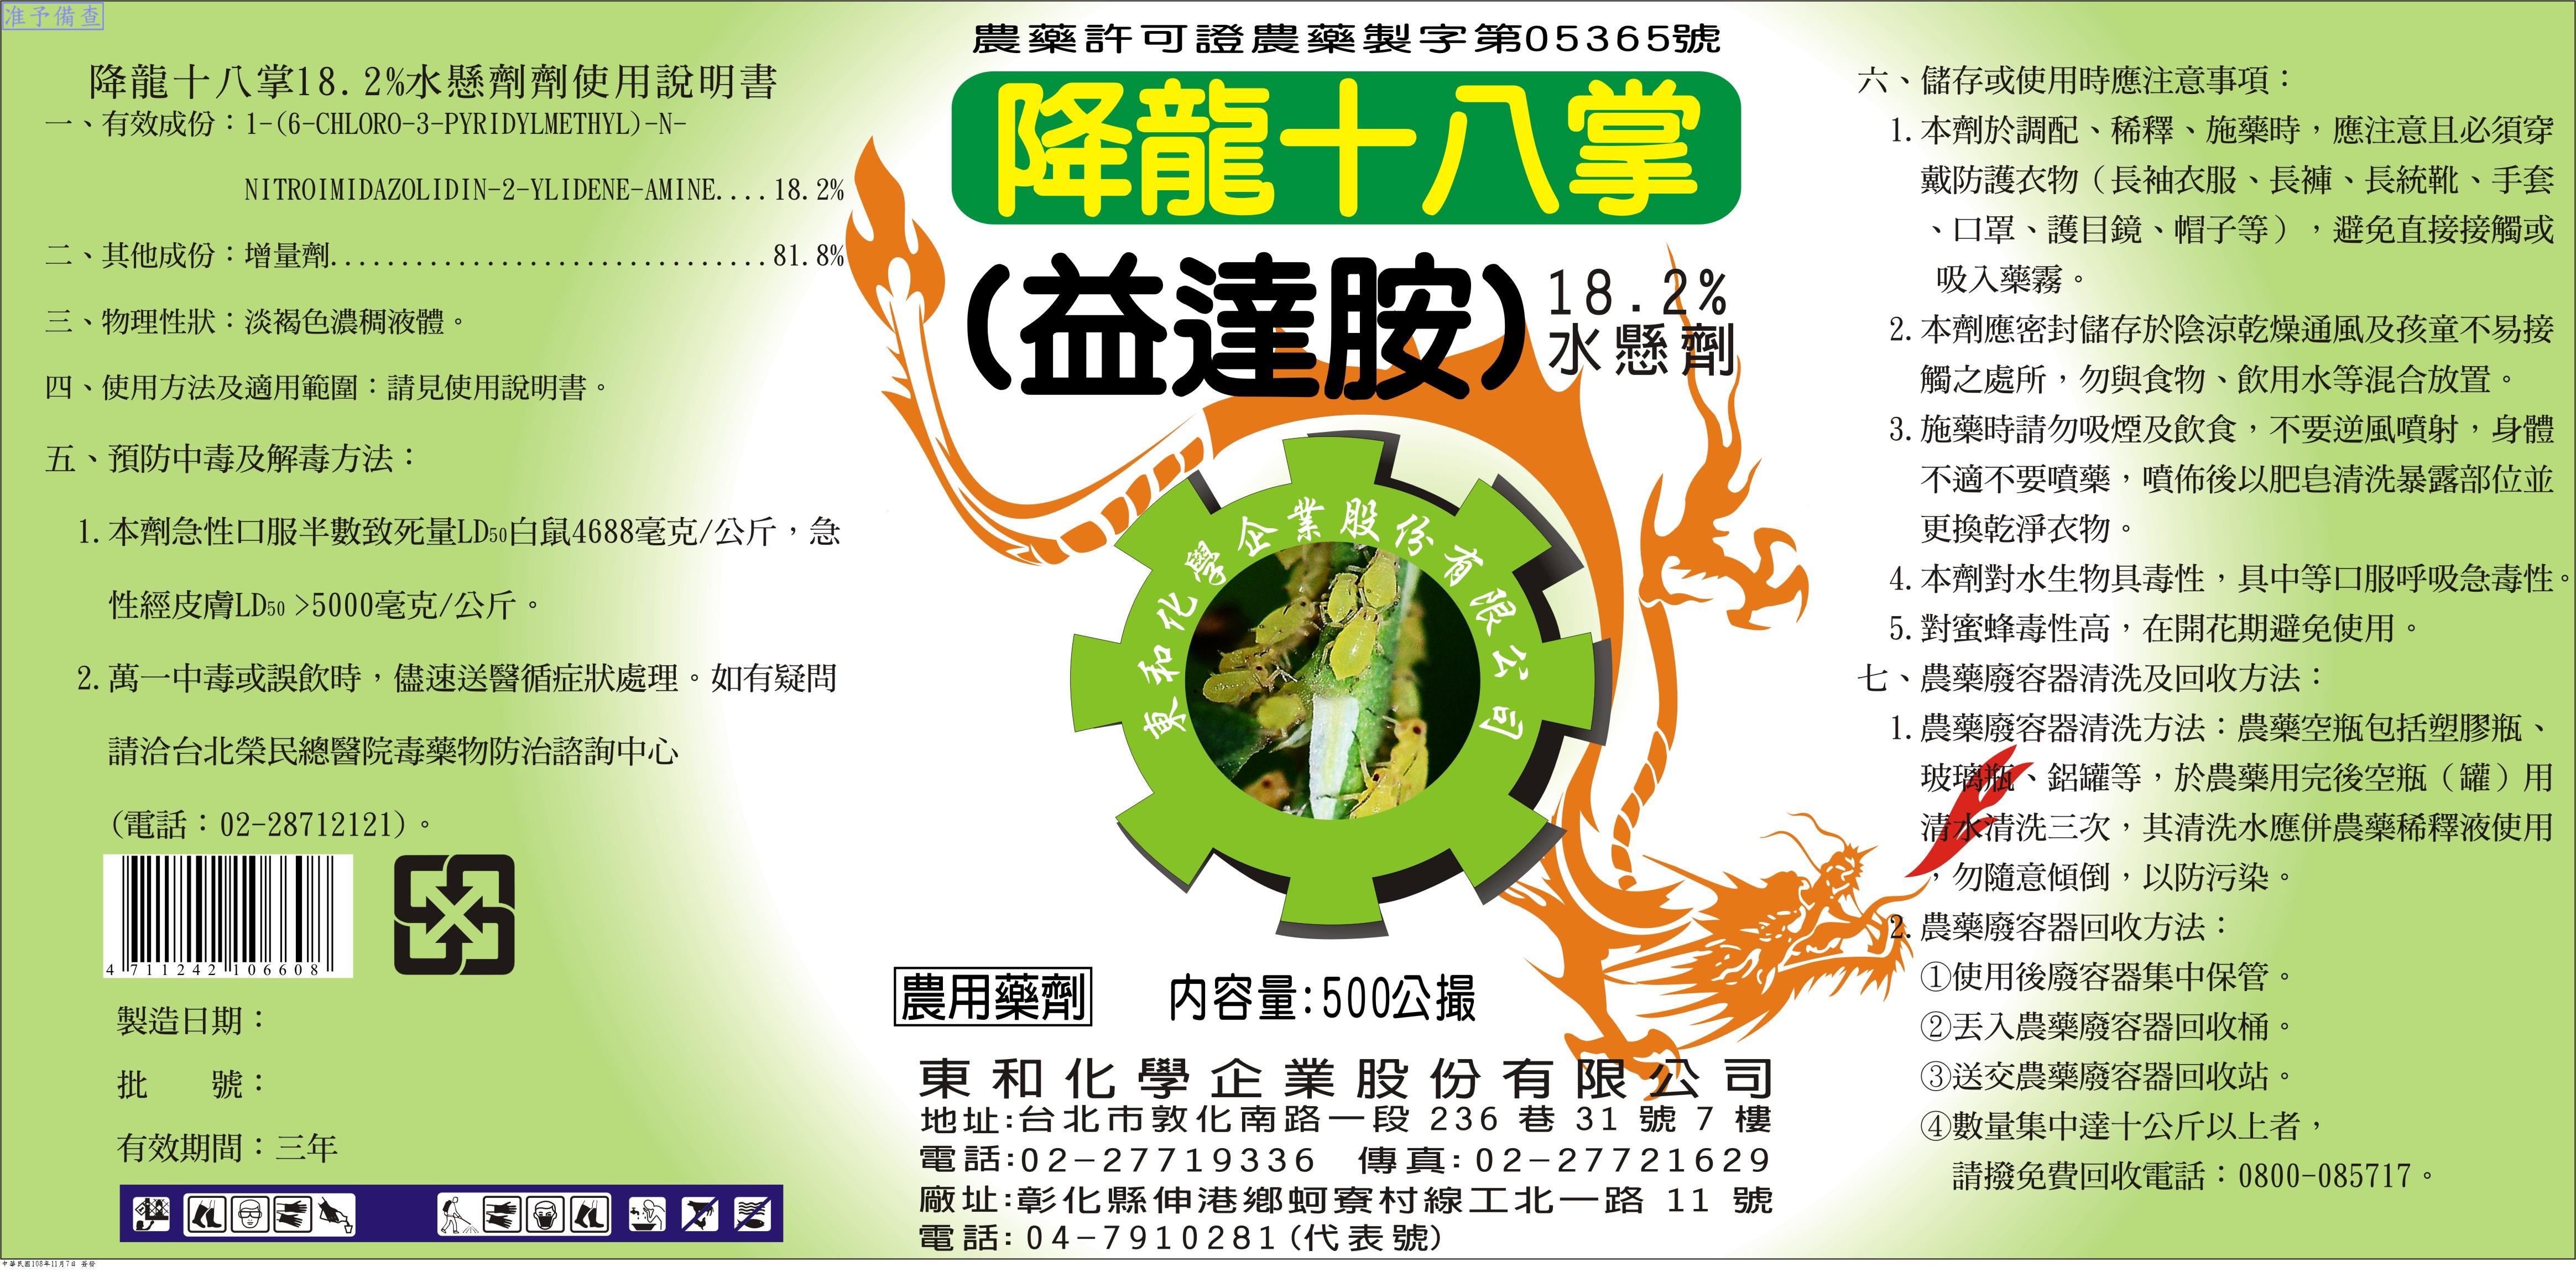 准予備查
降龍十八掌18.2%水懸劑劑使用說明書
一、有效成份：1-(6-CHLORO-3-PYRIDYLMETHYL)-N-
NITROIMIDAZOLIDIN-2-YLIDENE-AMINE....18.2%
二、其他成份：增量劑...............................81.8%
三、物理性狀：淡褐色濃稠液體。
四、使用方法及適用範圍：請見使用說明書。
五、預防中毒及解毒方法：
1.本劑急性口服半數致死量LD50白鼠4688毫克/公斤，急
性經皮膚LD50 >5000毫克/公斤。
2.萬一中毒或誤飲時，儘速送醫循症狀處理。如有疑問
請洽台北榮民總醫院毒藥物防治諮詢中心
(電話：02-28712121)。
4 711242 106608
製造日期：
批　　號：
有效期間：三年
農藥許可證農藥製字第05365號
降龍十八掌
(益達胺)
18.2%
水懸劑
東和化學企業股份有限公司
農用藥劑
內容量:500公撮
東和化學企業股份有限公司
地址:台北市敦化南路一段 236 巷 31 號 7 樓
電話:02-27719336 傳真:02-27721629
廠址:彰化縣伸港鄉蚵寮村線工北一路 11 號
電話:04-7910281(代表號)
六、儲存或使用時應注意事項：
1.本劑於調配、稀釋、施藥時，應注意且必須穿
戴防護衣物（長袖衣服、長褲、長統靴、手套
、口罩、護目鏡、帽子等），避免直接接觸或
吸入藥霧。
2.本劑應密封儲存於陰涼乾燥通風及孩童不易接
觸之處所，勿與食物、飲用水等混合放置。
3.施藥時請勿吸煙及飲食，不要逆風噴射，身體
不適不要噴藥，噴佈後以肥皂清洗暴露部位並
更換乾淨衣物。
4.本劑對水生物具毒性，具中等口服呼吸急毒性。
5.對蜜蜂毒性高，在開花期避免使用。
七、農藥廢容器清洗及回收方法：
1.農藥廢容器清洗方法：農藥空瓶包括塑膠瓶、
玻璃瓶、鋁罐等，於農藥用完後空瓶（罐）用
清水清洗三次，其清洗水應併農藥稀釋液使用
，勿隨意傾倒，以防污染。
2.農藥廢容器回收方法：
①使用後廢容器集中保管。
②丟入農藥廢容器回收桶。
③送交農藥廢容器回收站。
④數量集中達十公斤以上者，
請撥免費回收電話：0800-085717。
中華民國108年11月7日 簽發